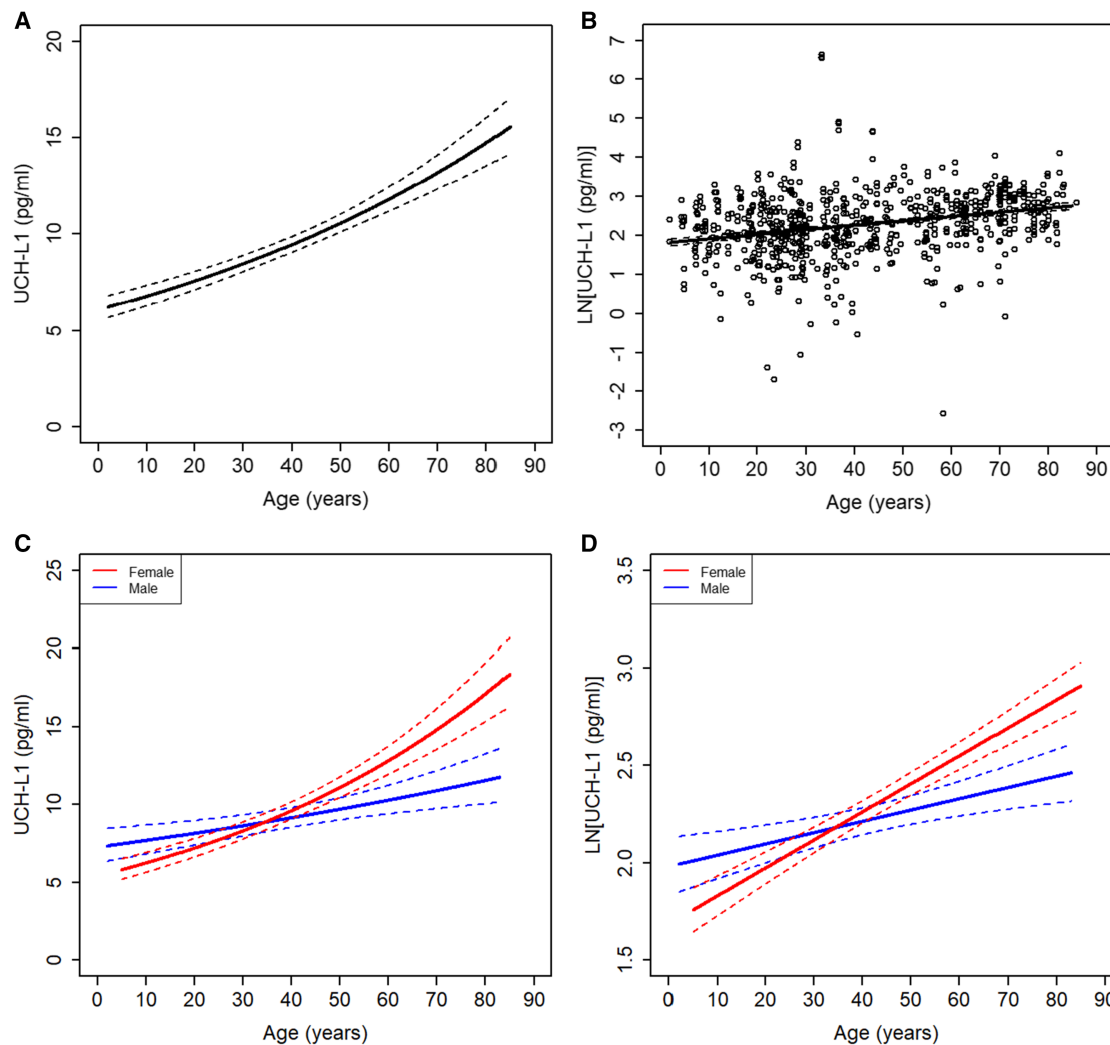 A
UCH-L1 (pg/ml)
20
15
10
5
0
0 10 20 30 40 50 60 70 80 90
Age (years)
B
LN[UCH-L1 (pg/ml)]
7
6
5
4
3
2
1
0
-1
-2
-3
0 10 20 30 40 50 60 70 80 90
Age (years)
C
Female
Male
UCH-L1 (pg/ml)
25
20
15
10
5
0
0 10 20 30 40 50 60 70 80 90
Age (years)
D
Female
Male
LN[UCH-L1 (pg/ml)]
3.5
3.0
2.5
2.0
1.5
0 10 20 30 40 50 60 70 80 90
Age (years)